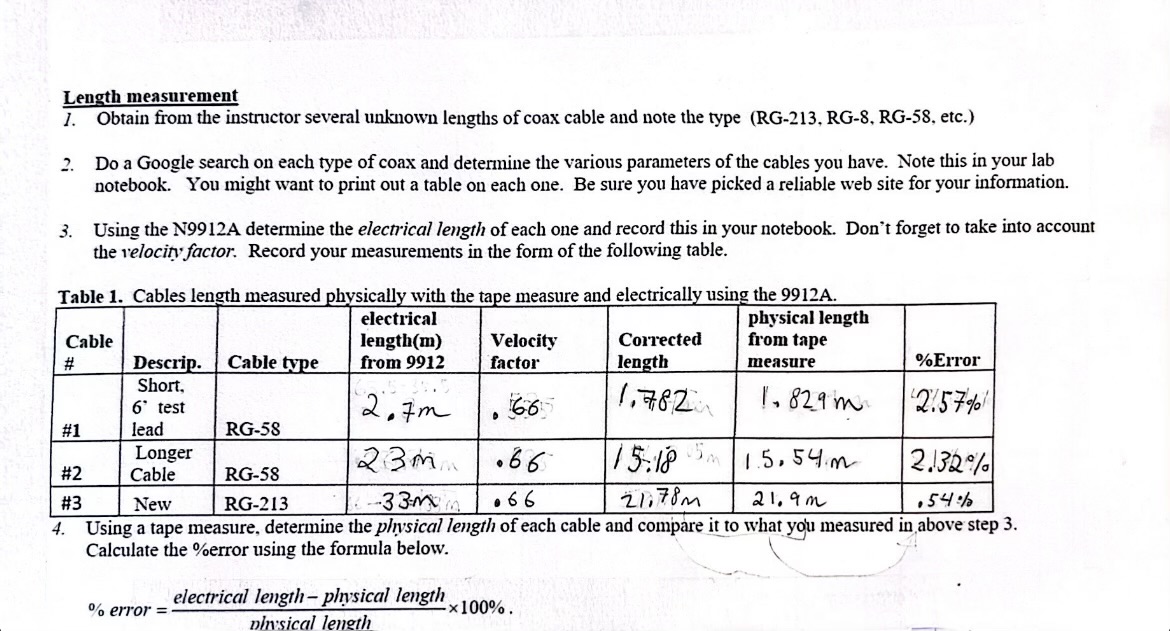 Length measurement
1. Obtain from the instructor several unknown lengths of coax cable and note the type (RG-213, RG-8, RG-58, etc.)
2. Do a Google search on each type of coax and determine the various parameters of the cables you have. Note this in your lab
notebook. You might want to print out a table on each one. Be sure you have picked a reliable web site for your information.
3. Using the N9912A determine the electrical length of each one and record this in your notebook. Don't forget to take into account
the velocity factor. Record your measurements in the form of the following table.
Table 1. Cables length measured physically with the tape measure and electrically using the 9912A.
Cable # Descrip. Cable type electrical length(m) from 9912 Velocity factor Corrected length physical length from tape measure %Error
#1 Short, 6' test lead RG-58 2.7m .66 1.782 1.829m 2.57%
#2 Longer Cable RG-58 23m .66 15.18 15.54m 2.32%
#3 New RG-213 33m .66 21.78m 21.9m .54%
4. Using a tape measure, determine the physical length of each cable and compare it to what you measured in above step 3.
Calculate the %error using the formula below.
% error = electrical length – physical length
physical length
×100%.